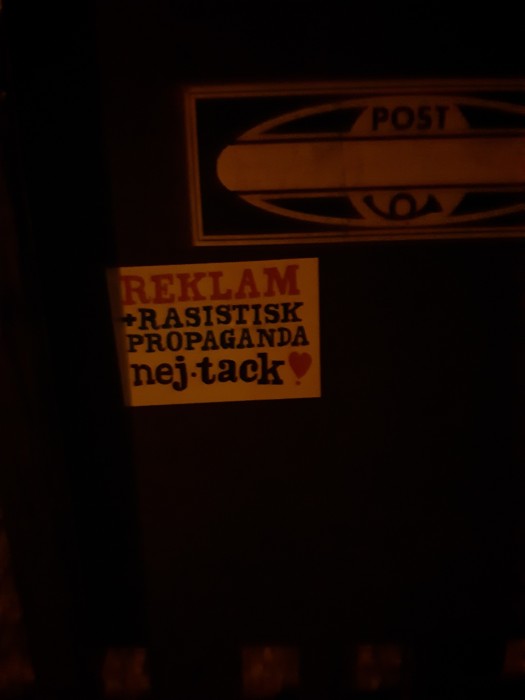 POST
REKLAM
+RASISTISK
PROPAGANDA
nej·tack